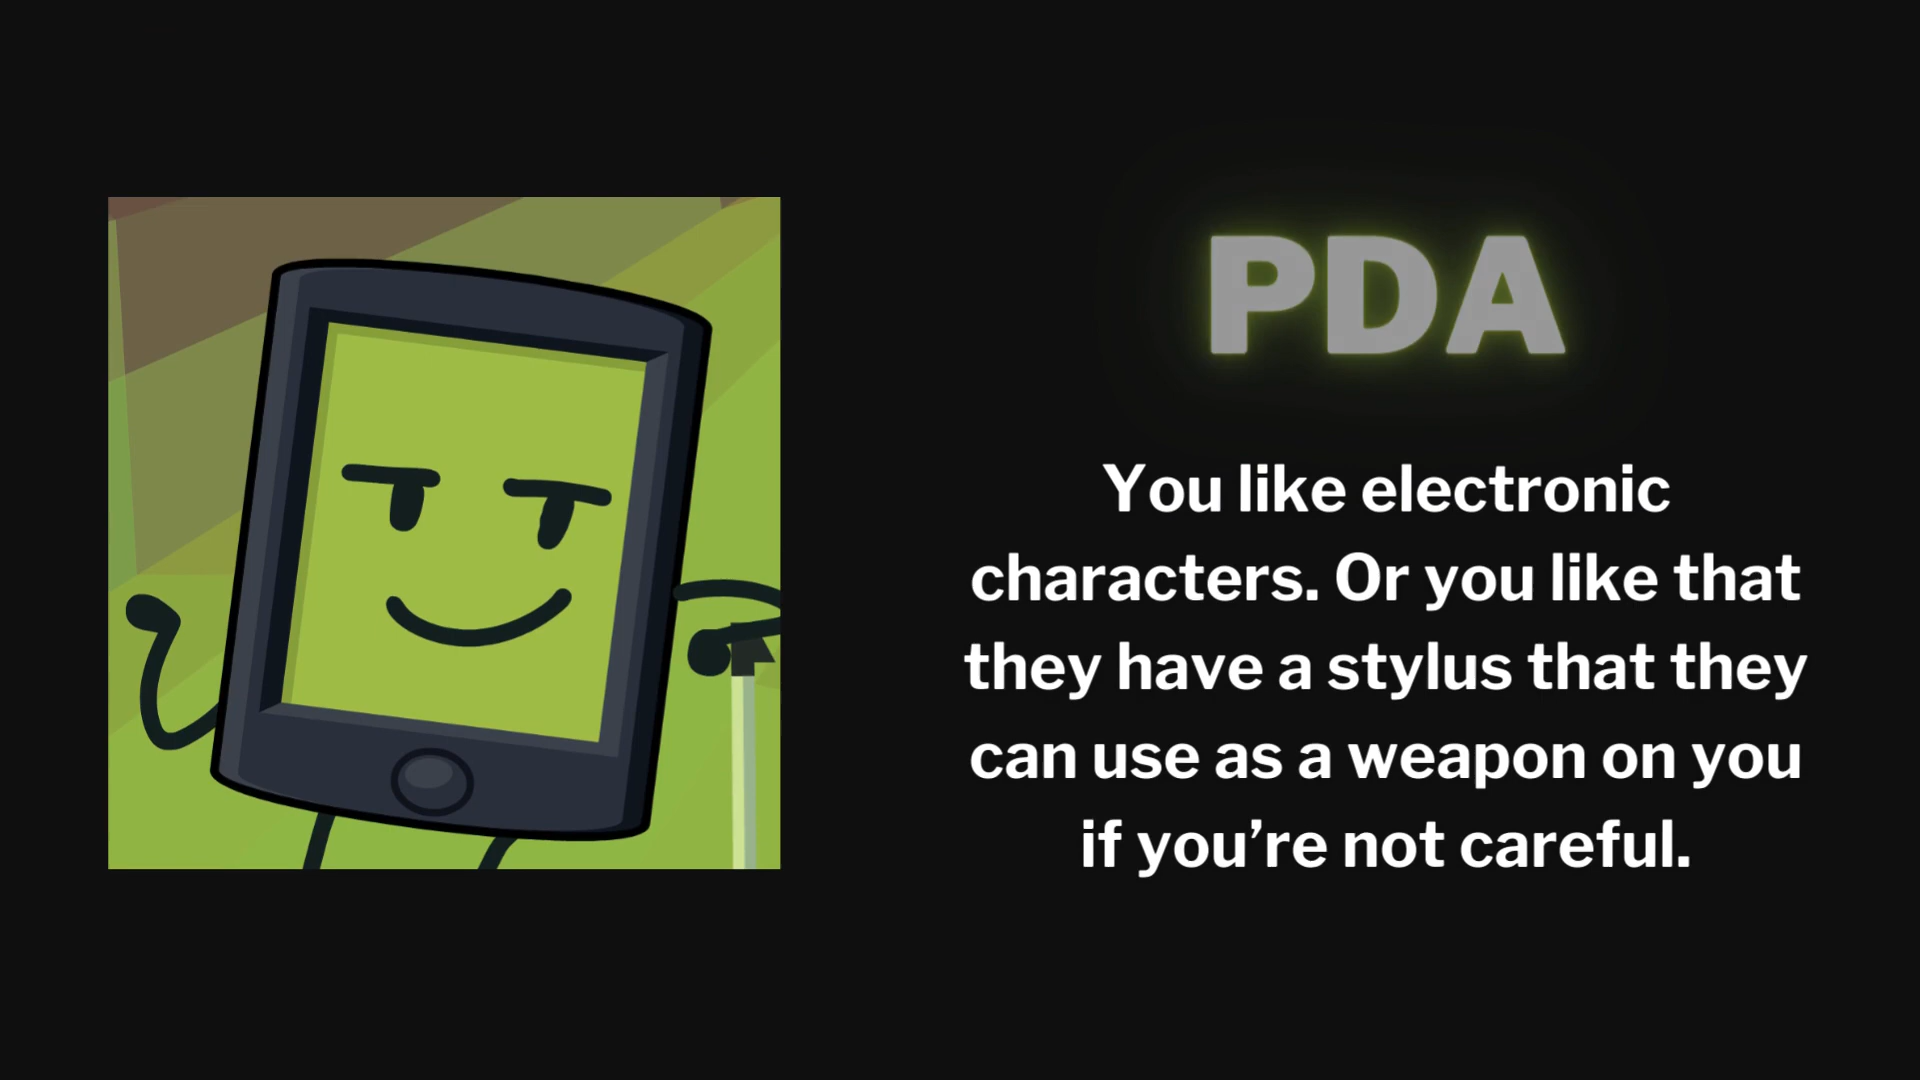 PDA
You like electronic
characters. Or you like that
they have a stylus that they
can use as a weapon on you
if you’re not careful.